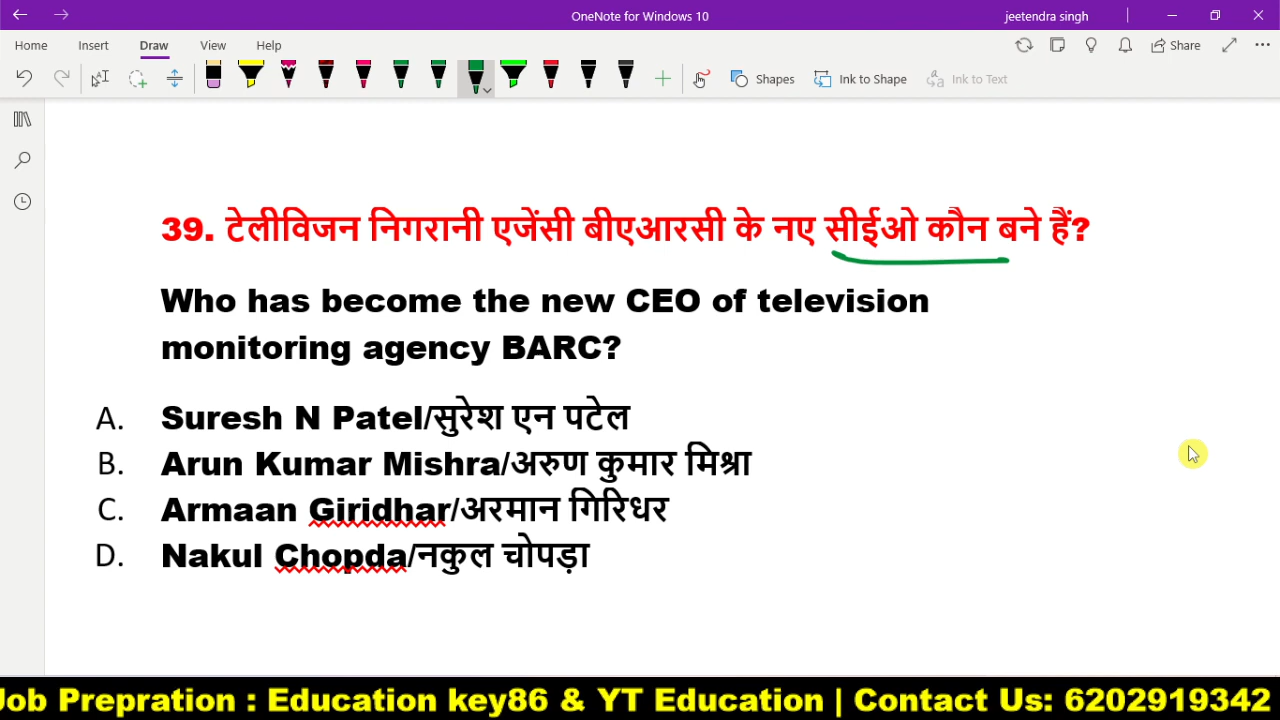 OneNote for Windows 10
jeetendra singh
Home Insert Draw View Help
Share
Shapes Ink to Shape Ink to Text
39. टेलीविजन निगरानी एजेंसी बीएआरसी के नए सीईओ कौन बने हैं?
Who has become the new CEO of television
monitoring agency BARC?
A. Suresh N Patel/सुरेश एन पटेल
B. Arun Kumar Mishra/अरुण कुमार मिश्रा
C. Armaan Giridhar/अरमान गिरिधर
D. Nakul Chopda/नकुल चोपड़ा
Job Prepration : Education key86 & YT Education | Contact Us: 6202919342